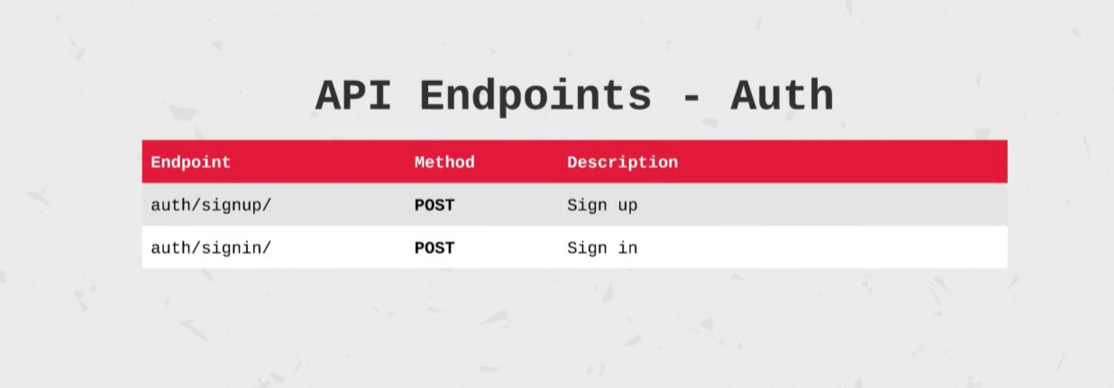 API Endpoints - Auth
Endpoint Method Description
auth/signup/ POST Sign up
auth/signin/ POST Sign in